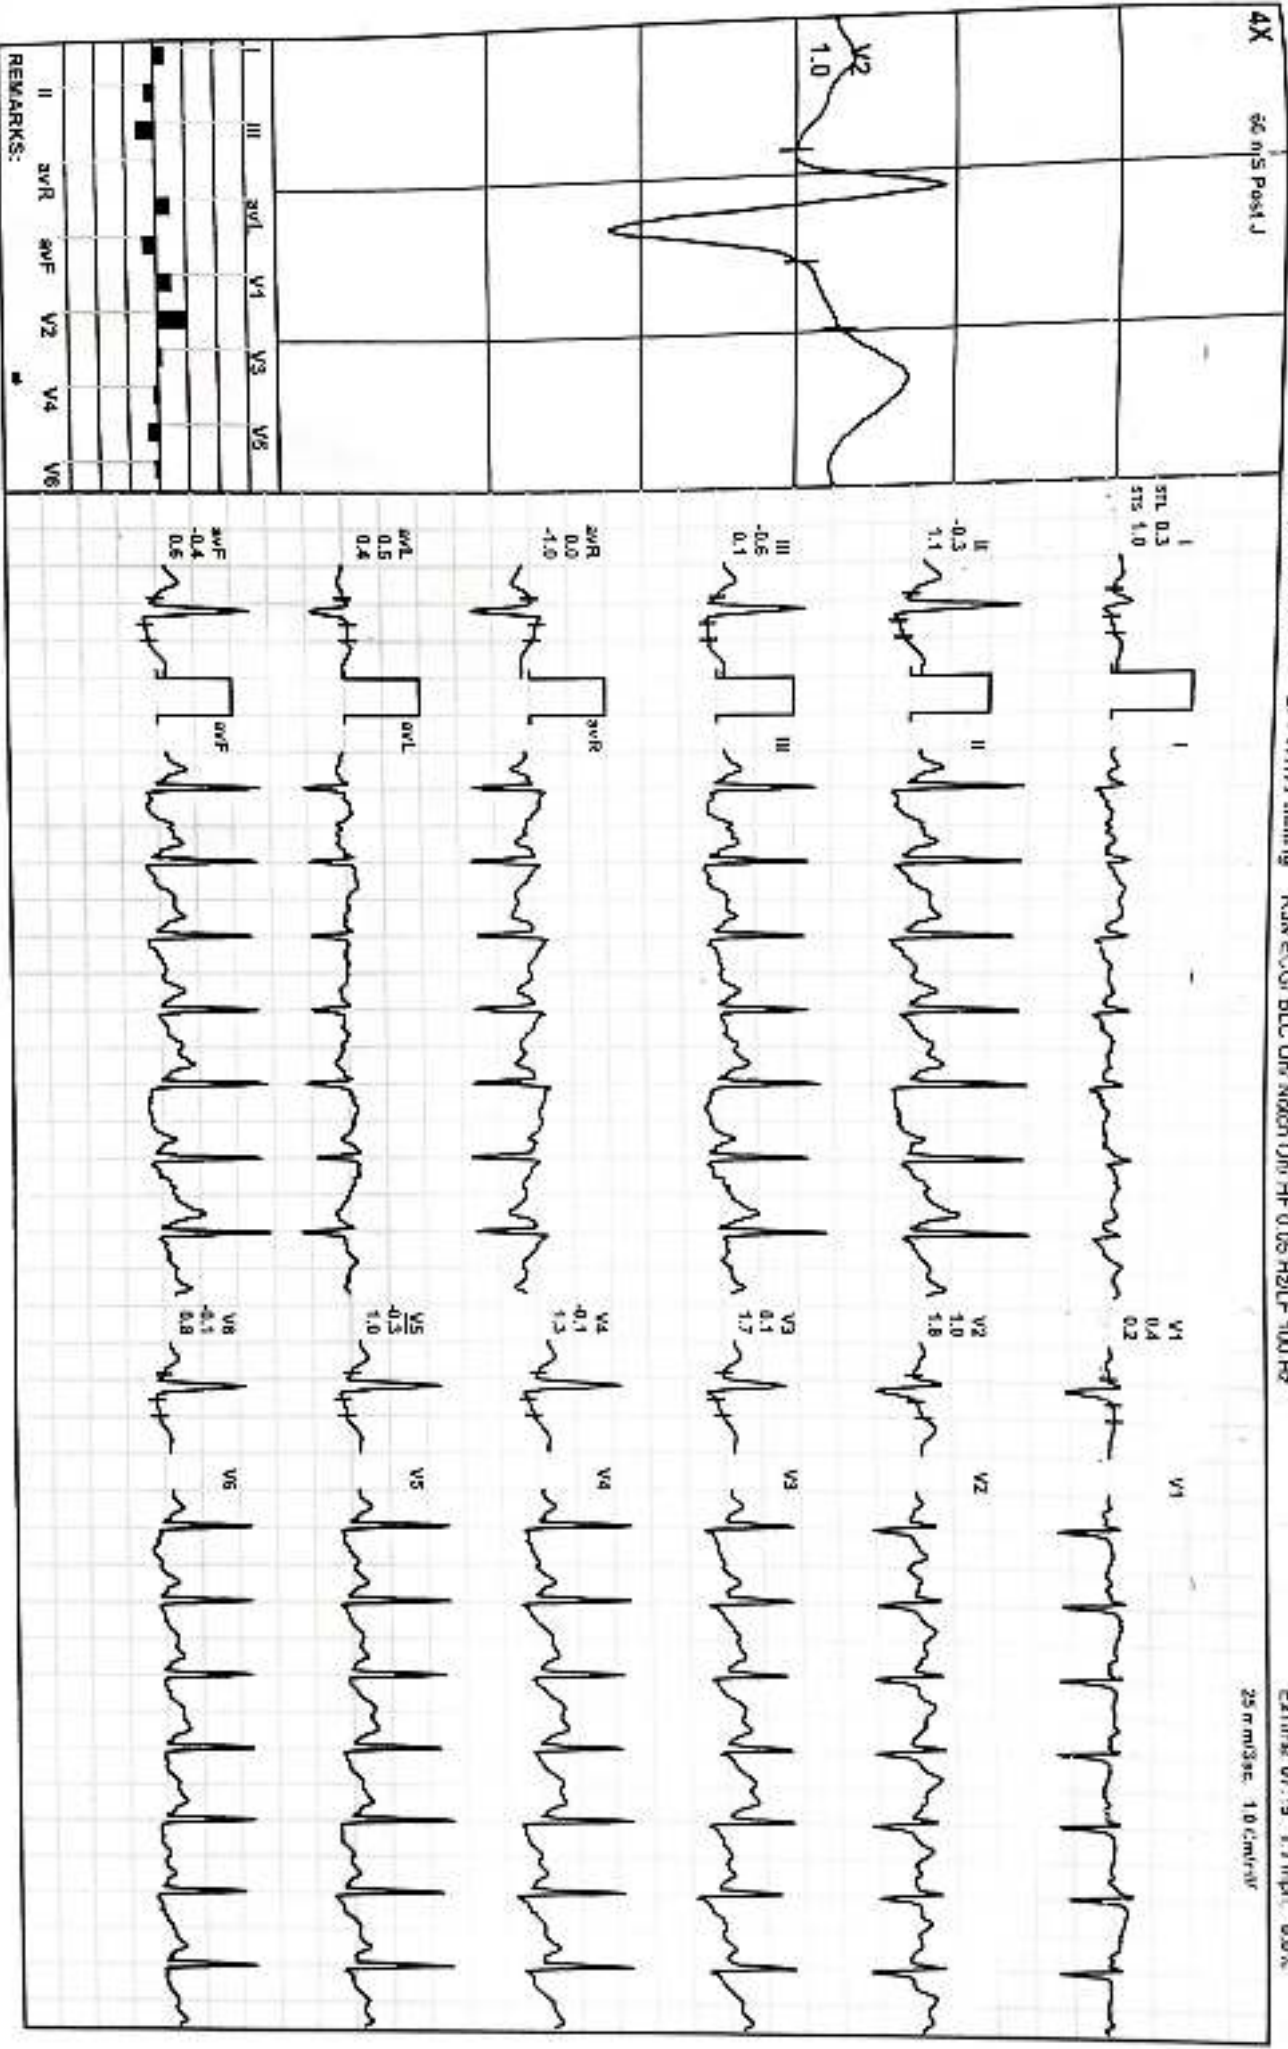 4X
60 mS Post J
25 mm/Sec. 1.0 Cm/mV
V2
1.0
I
STL 0.3
STS 1.0
I
V1
0.4
0.2
V1
II
-0.3
1.1
II
V2
1.0
1.8
V2
III
-0.6
0.1
III
V3
0.1
1.7
V3
avR
0.0
-1.0
avR
V4
-0.1
1.3
V4
avL
0.5
0.4
avL
V5
-0.3
1.0
V5
avF
-0.4
0.6
avF
V6
-0.1
0.8
V6
I III avL V1 V3 V5
II avR avF V2 V4 V6
REMARKS: